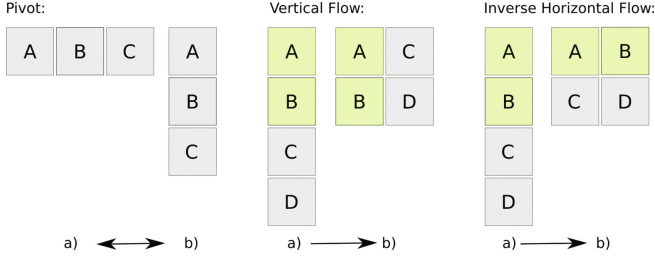 Pivot:
A B C
A
B
C
a) b)
Vertical Flow:
A
B
C
D
A C
B D
a) b)
Inverse Horizontal Flow:
A
B
C
D
A B
C D
a) b)